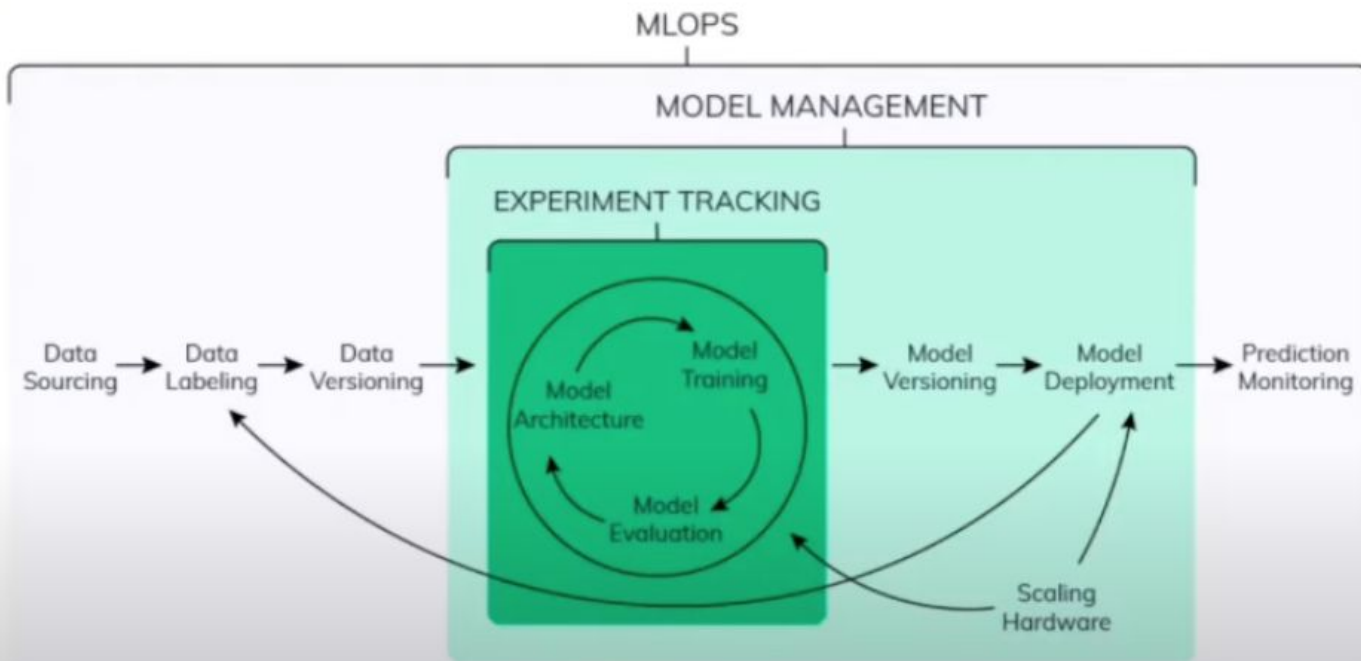 MLOPS
MODEL MANAGEMENT
EXPERIMENT TRACKING
Data
Sourcing
Data
Labeling
Data
Versioning
Model
Architecture
Model
Training
Model
Evaluation
Model
Versioning
Model
Deployment
Prediction
Monitoring
Scaling
Hardware